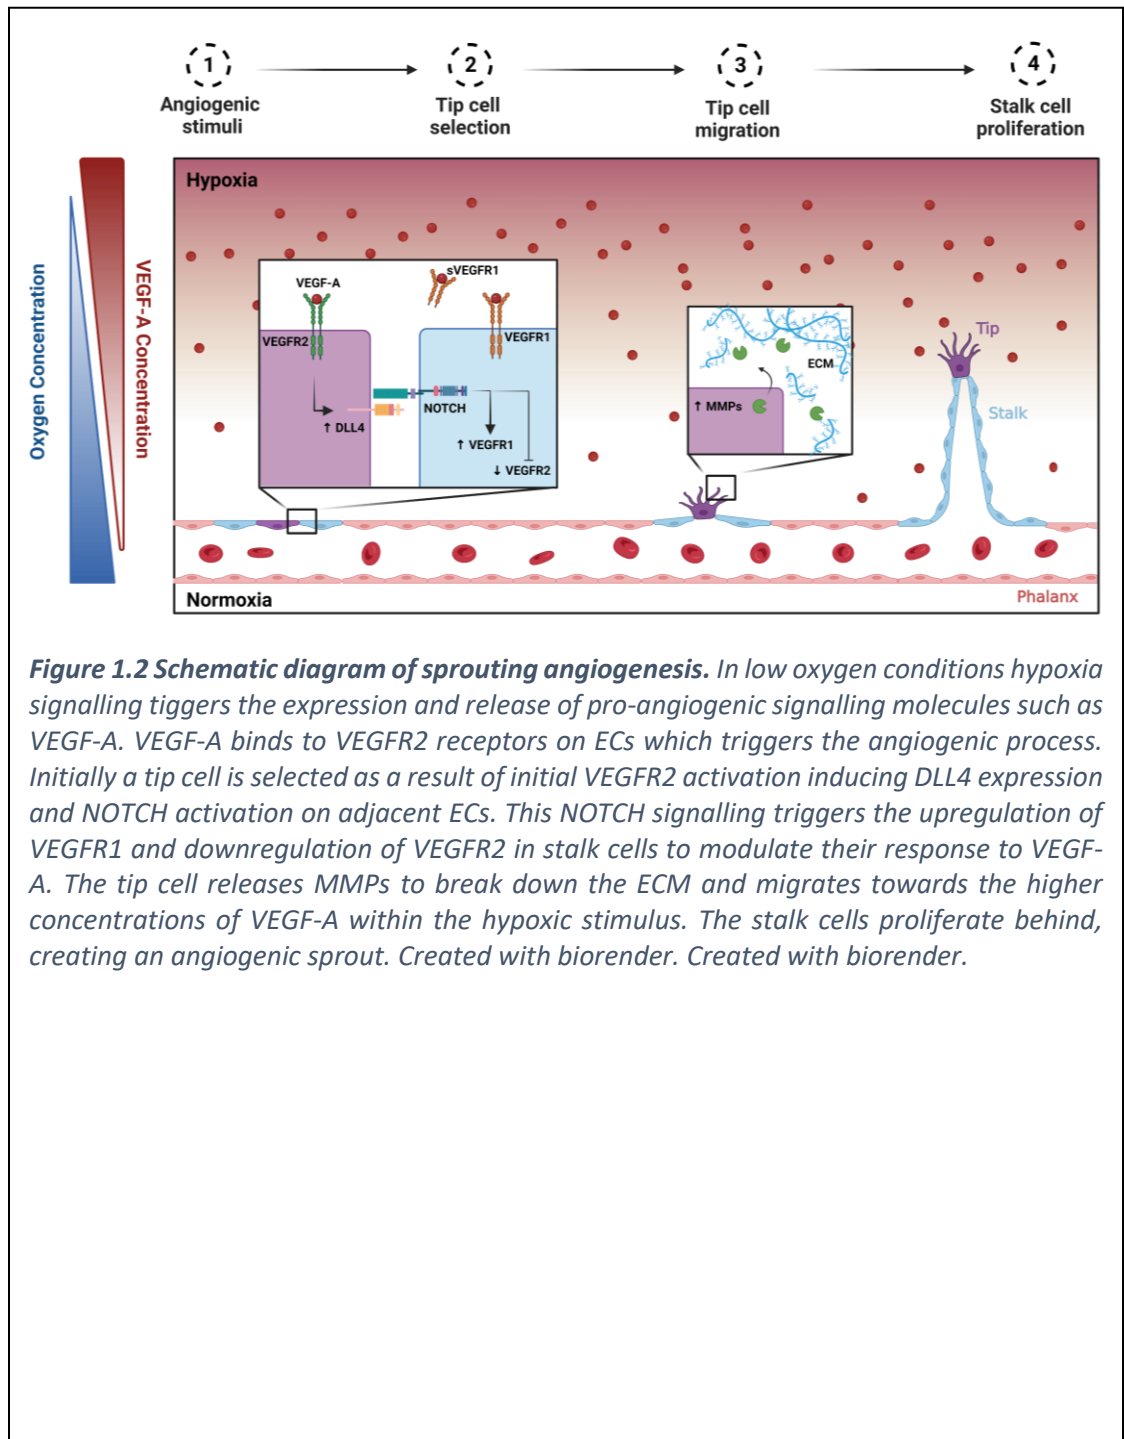 1
2
3
4
Angiogenic
stimuli
Tip cell
selection
Tip cell
migration
Stalk cell
proliferation
Oxygen Concentration
VEGF-A Concentration
Hypoxia
VEGF-A
sVEGFR1
VEGFR2
VEGFR1
NOTCH
↑ DLL4
↑ VEGFR1
↓ VEGFR2
ECM
↑ MMPs
Tip
Stalk
Normoxia
Phalanx
Figure 1.2 Schematic diagram of sprouting angiogenesis. In low oxygen conditions hypoxia
signalling tiggers the expression and release of pro-angiogenic signalling molecules such as
VEGF-A. VEGF-A binds to VEGFR2 receptors on ECs which triggers the angiogenic process.
Initially a tip cell is selected as a result of initial VEGFR2 activation inducing DLL4 expression
and NOTCH activation on adjacent ECs. This NOTCH signalling triggers the upregulation of
VEGFR1 and downregulation of VEGFR2 in stalk cells to modulate their response to VEGF-
A. The tip cell releases MMPs to break down the ECM and migrates towards the higher
concentrations of VEGF-A within the hypoxic stimulus. The stalk cells proliferate behind,
creating an angiogenic sprout. Created with biorender. Created with biorender.